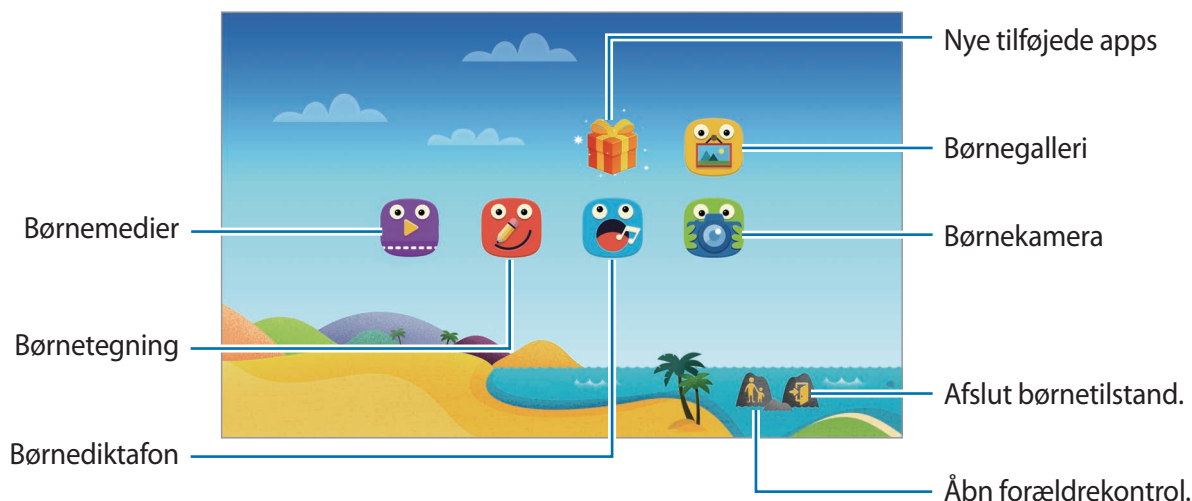 Nye tilføjede apps
Børnegalleri
Børnemedier
Børnekamera
Børnetegning
Afslut børnetilstand.
Børnediktafon
Åbn forældrekontrol.